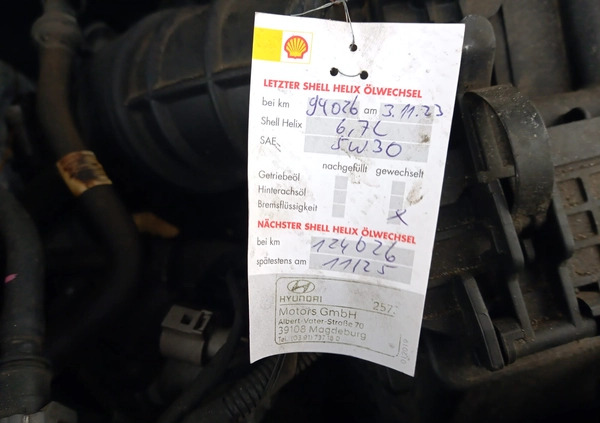 LETZTER SHELL HELIX ÖLWECHSEL
bei km 94026 am 3.11.23
Shell Helix 6,7L
SAE 5W30
nachgefüllt gewechselt
Getriebeöl
Hinterachsöl
Bremsflüssigkeit x
NÄCHSTER SHELL HELIX ÖLWECHSEL
bei km 124026
spätestens am 11/25
HYUNDAI 257
Motors GmbH
Albert-Vater-Straße 70
39108 Magdeburg